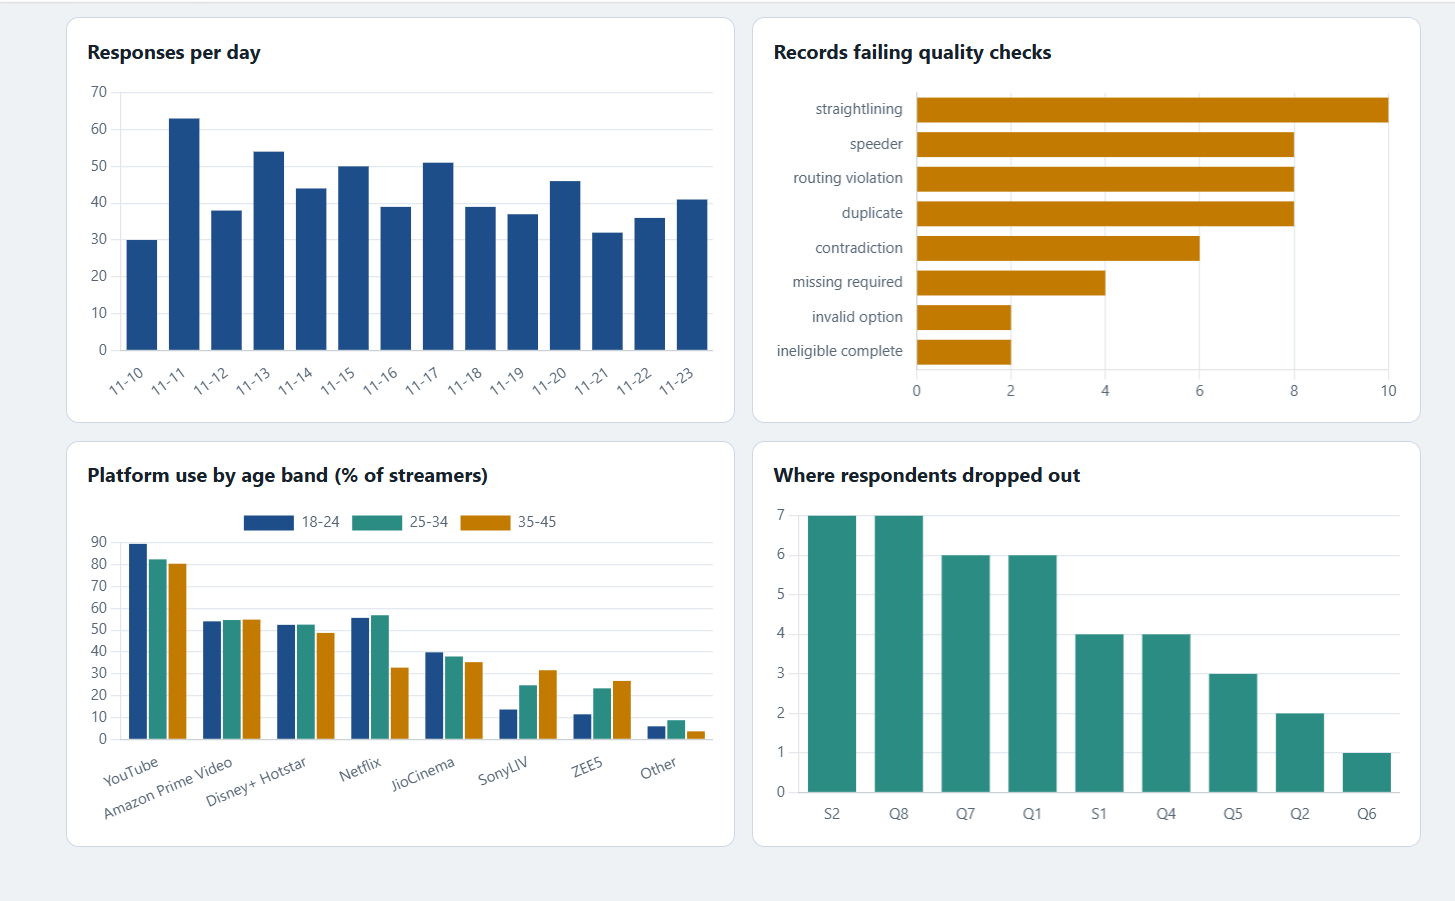 Responses per day
70
60
50
40
30
20
10
0
11-10 11-11 11-12 11-13 11-14 11-15 11-16 11-17 11-18 11-19 11-20 11-21 11-22 11-23
Records failing quality checks
straightlining
speeder
routing violation
duplicate
contradiction
missing required
invalid option
ineligible complete
0 2 4 6 8 10
Platform use by age band (% of streamers)
18-24 25-34 35-45
90
80
70
60
50
40
30
20
10
0
YouTube Amazon Prime Video Disney+ Hotstar Netflix JioCinema SonyLIV ZEE5 Other
Where respondents dropped out
7
6
5
4
3
2
1
0
S2 Q8 Q7 Q1 S1 Q4 Q5 Q2 Q6